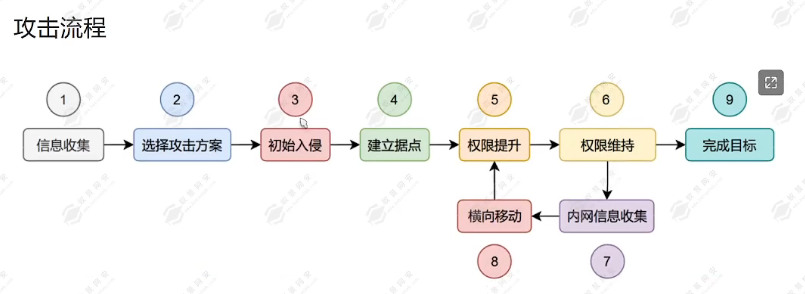 攻击流程
1
2
3
4
5
6
9
信息收集
选择攻击方案
初始入侵
建立据点
权限提升
权限维持
完成目标
横向移动
内网信息收集
8
7